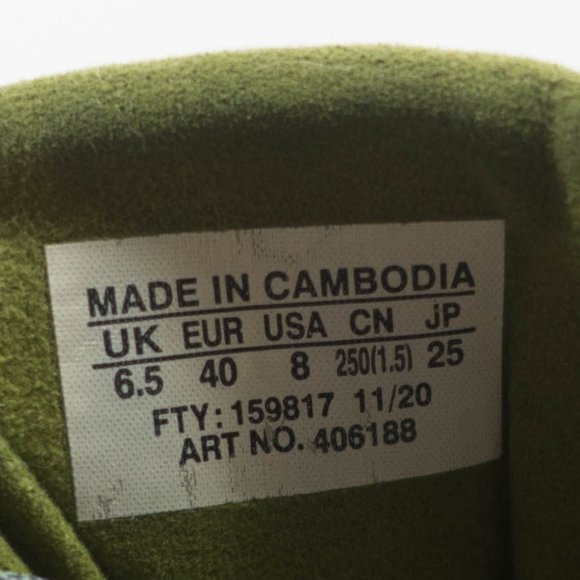 MADE IN CAMBODIA
UK EUR USA CN JP
6.5 40 8 250(1.5) 25
FTY: 159817 11/20
ART NO. 406188